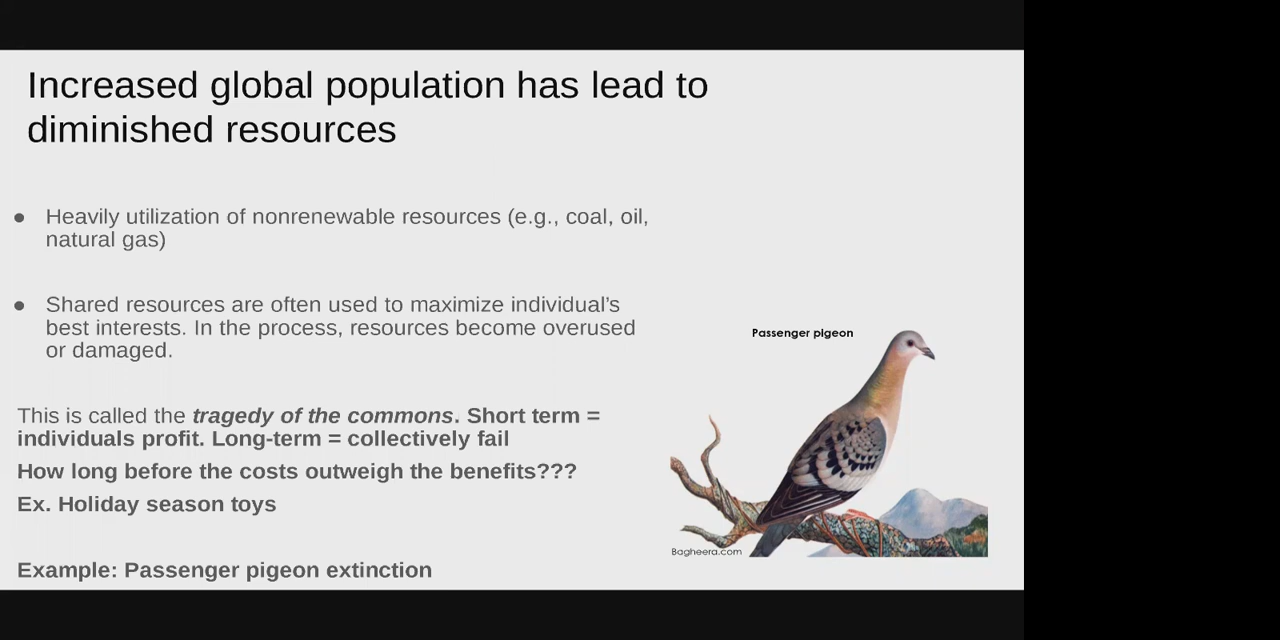 Increased global population has lead to
diminished resources
● Heavily utilization of nonrenewable resources (e.g., coal, oil,
natural gas)
● Shared resources are often used to maximize individual’s
best interests. In the process, resources become overused
or damaged.
This is called the tragedy of the commons. Short term =
individuals profit. Long-term = collectively fail
How long before the costs outweigh the benefits???
Ex. Holiday season toys
Example: Passenger pigeon extinction
Passenger pigeon
Bagheera.com